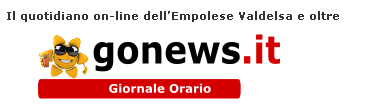 Il quotidiano on-line dell'Empolese Valdelsa e oltre
gonews.it
Giornale Orario